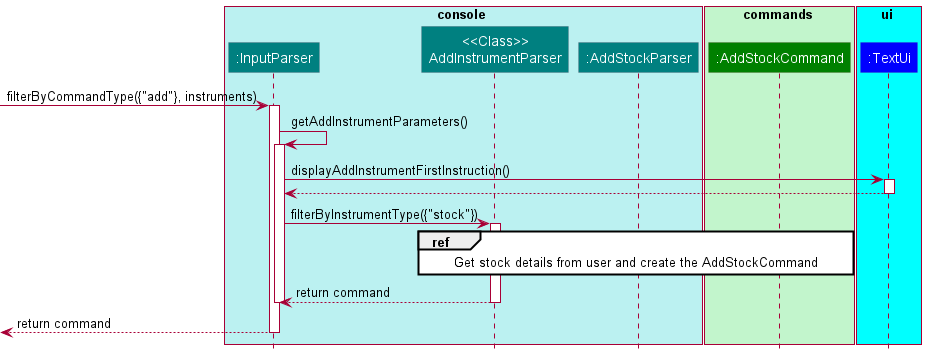 console
commands
ui
:InputParser
<<Class>>
AddInstrumentParser
:AddStockParser
:AddStockCommand
:TextUi
filterByCommandType({"add"}, instruments)
getAddInstrumentParameters()
displayAddInstrumentFirstInstruction()
filterByInstrumentType({"stock"})
ref
Get stock details from user and create the AddStockCommand
return command
return command